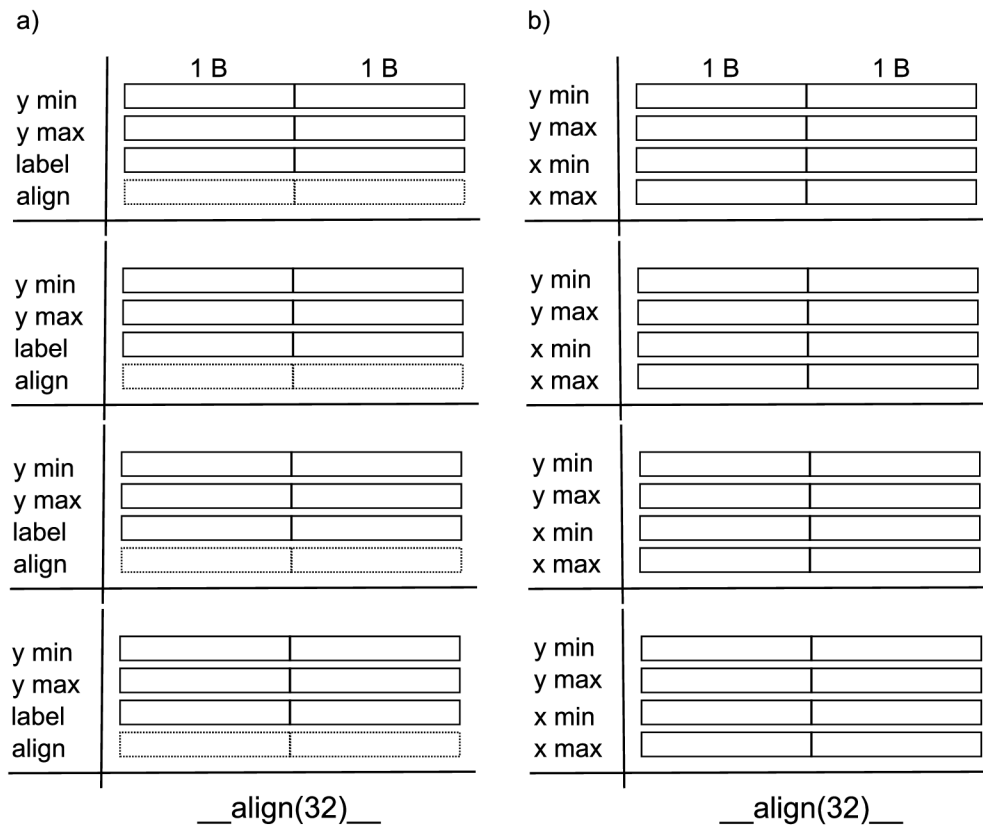 a)
1 B 1 B
y min
y max
label
align
y min
y max
label
align
y min
y max
label
align
y min
y max
label
align
__align(32)__
b)
1 B 1 B
y min
y max
x min
x max
y min
y max
x min
x max
y min
y max
x min
x max
y min
y max
x min
x max
__align(32)__